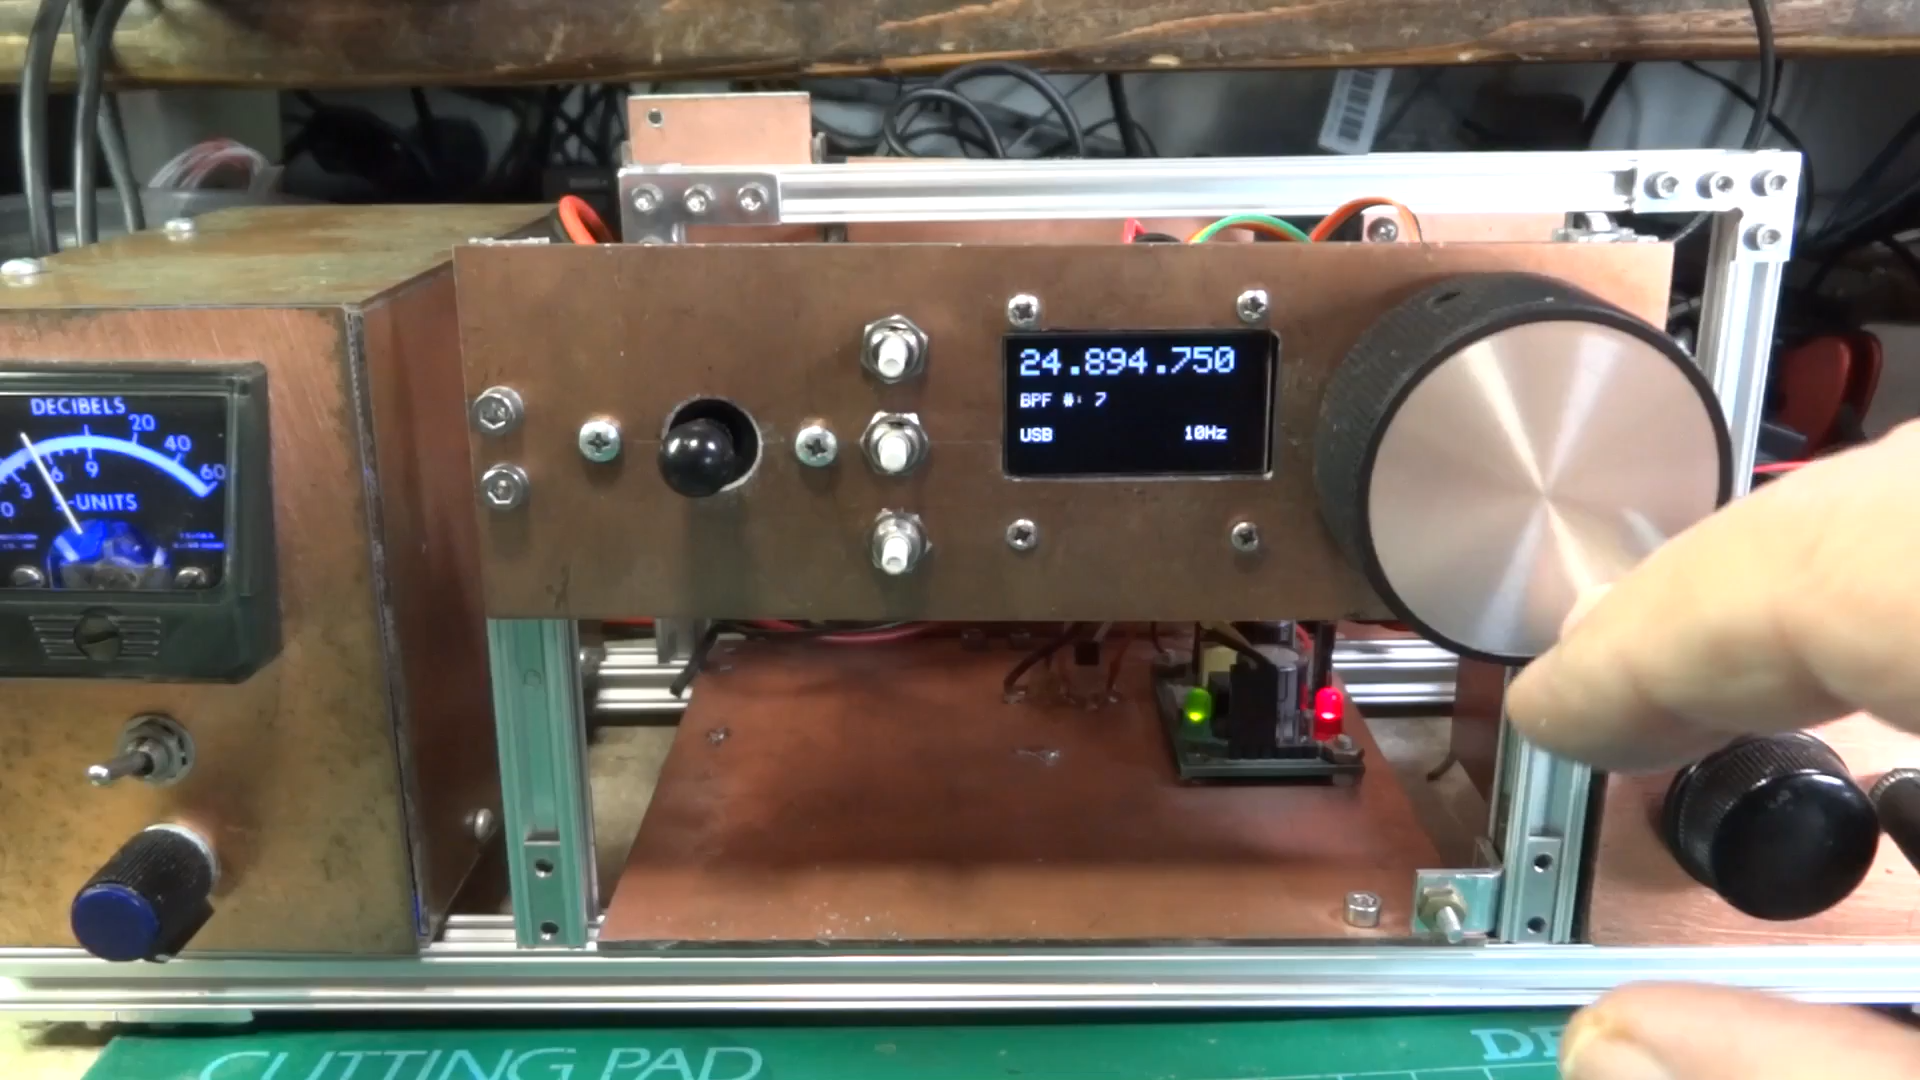 DECIBELS
20
40
60
0
3
6
9
S-UNITS
24.894.750
BPF #: 7
USB 10Hz
CUTTING PAD